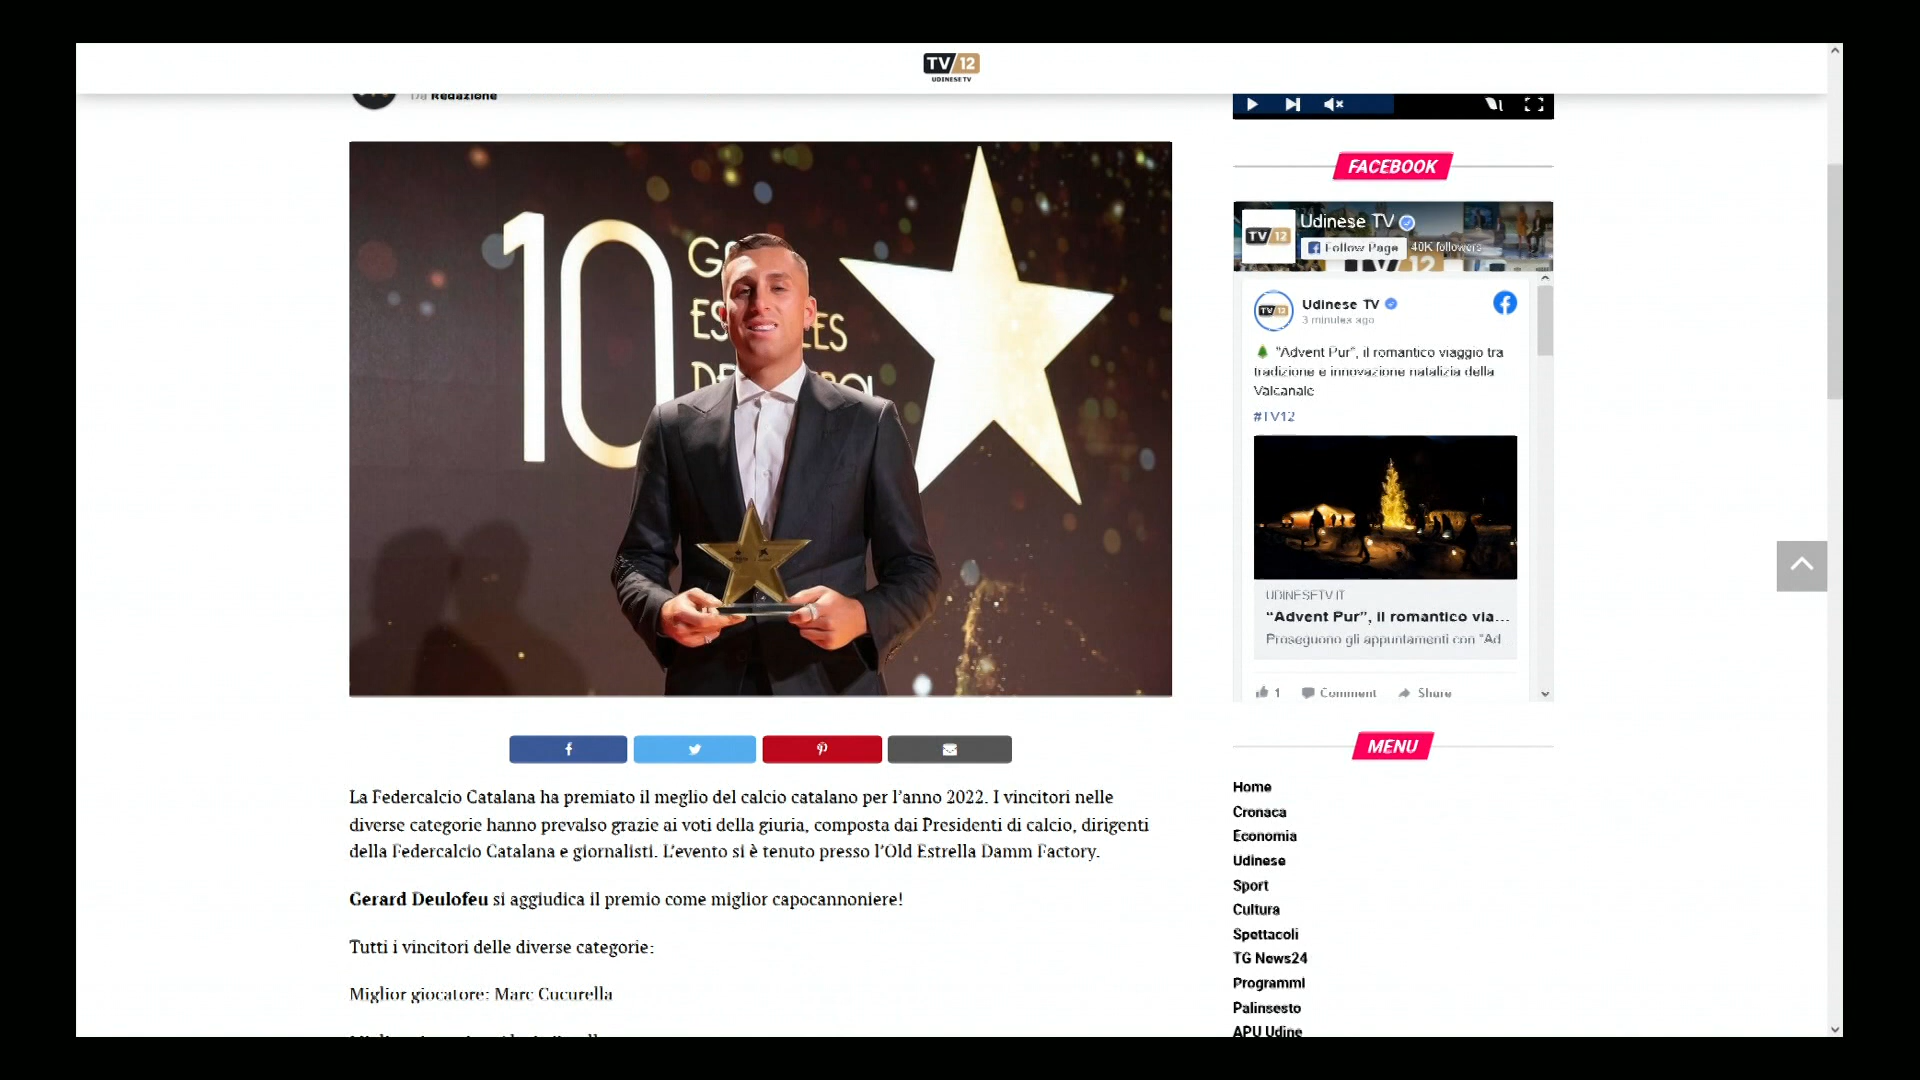 TV/12
UDINESE TV
Da Redazione
10
FACEBOOK
Udinese TV
TV/12
Follow Page
40K followers
TV/12
Udinese TV
3 minutes ago
"Advent Pur", il romantico viaggio tra
tradizione e innovazione natalizia della
Valcanale
#TV12
UDINESETV.IT
“Advent Pur”, il romantico via...
Proseguono gli appuntamenti con "Ad
1
Comment
Share
La Federcalcio Catalana ha premiato il meglio del calcio catalano per l’anno 2022. I vincitori nelle
diverse categorie hanno prevalso grazie ai voti della giuria, composta dai Presidenti di calcio, dirigenti
della Federcalcio Catalana e giornalisti. L’evento si è tenuto presso l’Old Estrella Damm Factory.
Gerard Deulofeu si aggiudica il premio come miglior capocannoniere!
Tutti i vincitori delle diverse categorie:
Miglior giocatore: Marc Cucurella
MENU
Home
Cronaca
Economia
Udinese
Sport
Cultura
Spettacoli
TG News24
Programmi
Palinsesto
APU Udine